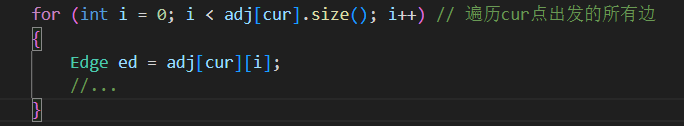 for (int i = 0; i < adj[cur].size(); i++) // 遍历cur点出发的所有边
{
    Edge ed = adj[cur][i];
    //...
}